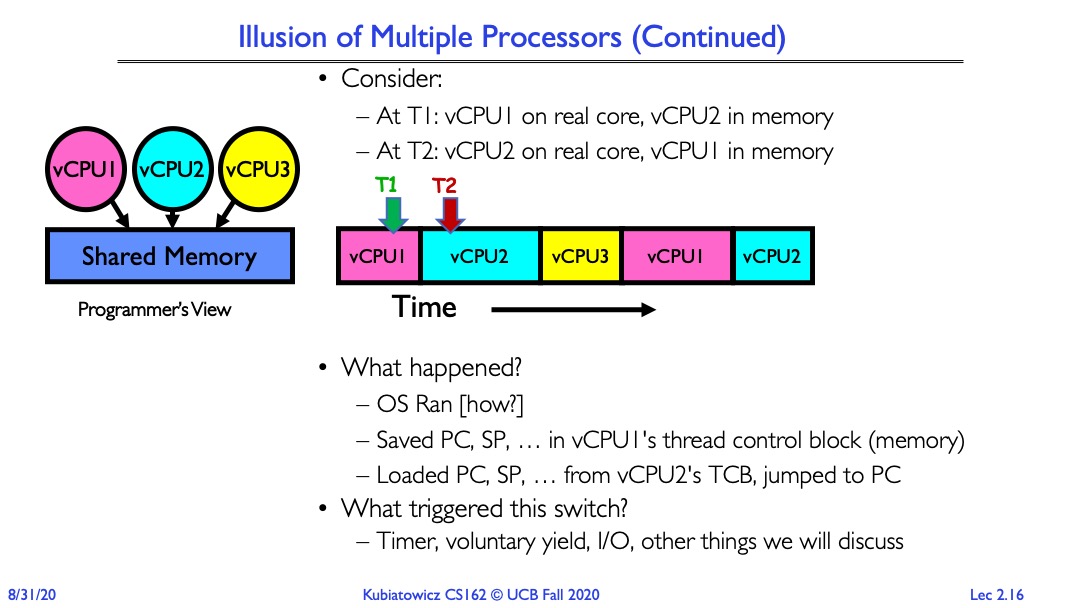 Illusion of Multiple Processors (Continued)
• Consider:
– At T1: vCPU1 on real core, vCPU2 in memory
– At T2: vCPU2 on real core, vCPU1 in memory
vCPU1 vCPU2 vCPU3
Shared Memory
Programmer's View
T1 T2
vCPU1 vCPU2 vCPU3 vCPU1 vCPU2
Time
• What happened?
– OS Ran [how?]
– Saved PC, SP, … in vCPU1's thread control block (memory)
– Loaded PC, SP, … from vCPU2's TCB, jumped to PC
• What triggered this switch?
– Timer, voluntary yield, I/O, other things we will discuss
8/31/20 Kubiatowicz CS162 © UCB Fall 2020 Lec 2.16